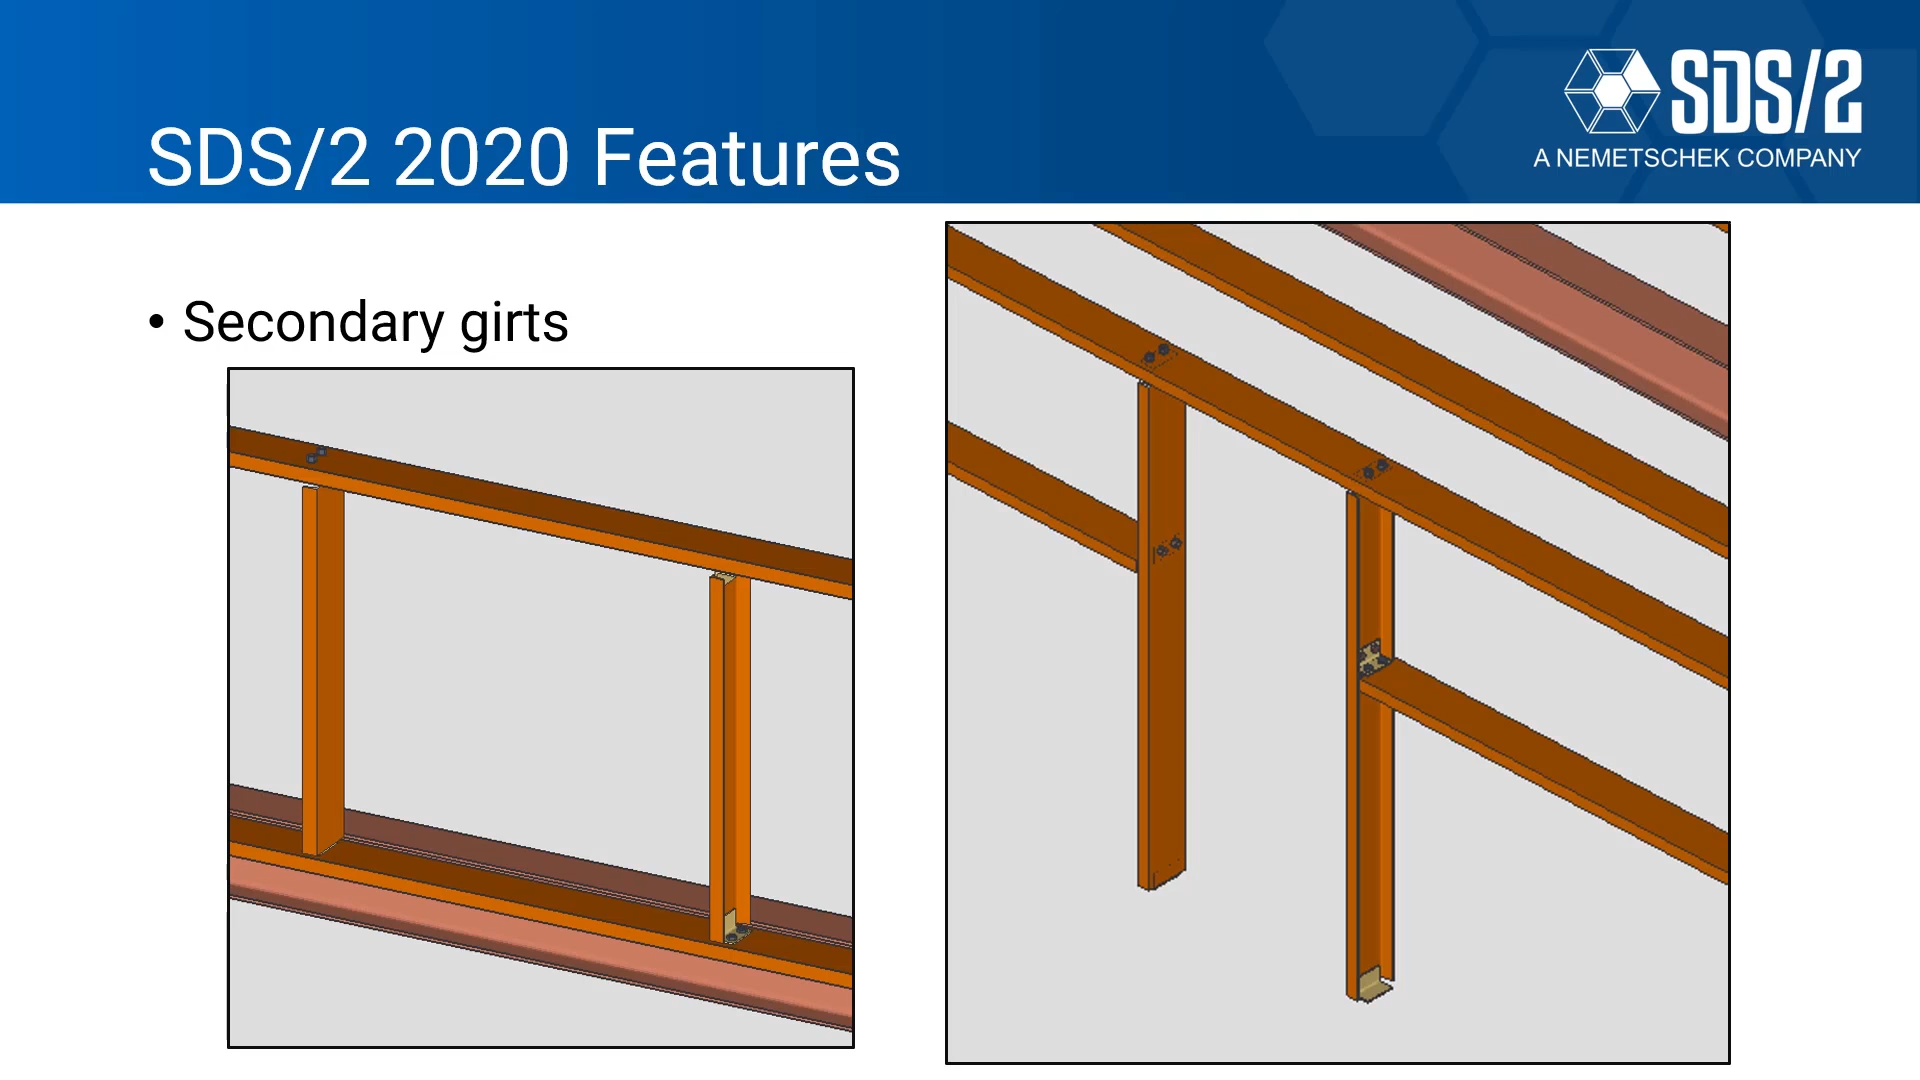 SDS/2 2020 Features
SDS/2
A NEMETSCHEK COMPANY
• Secondary girts